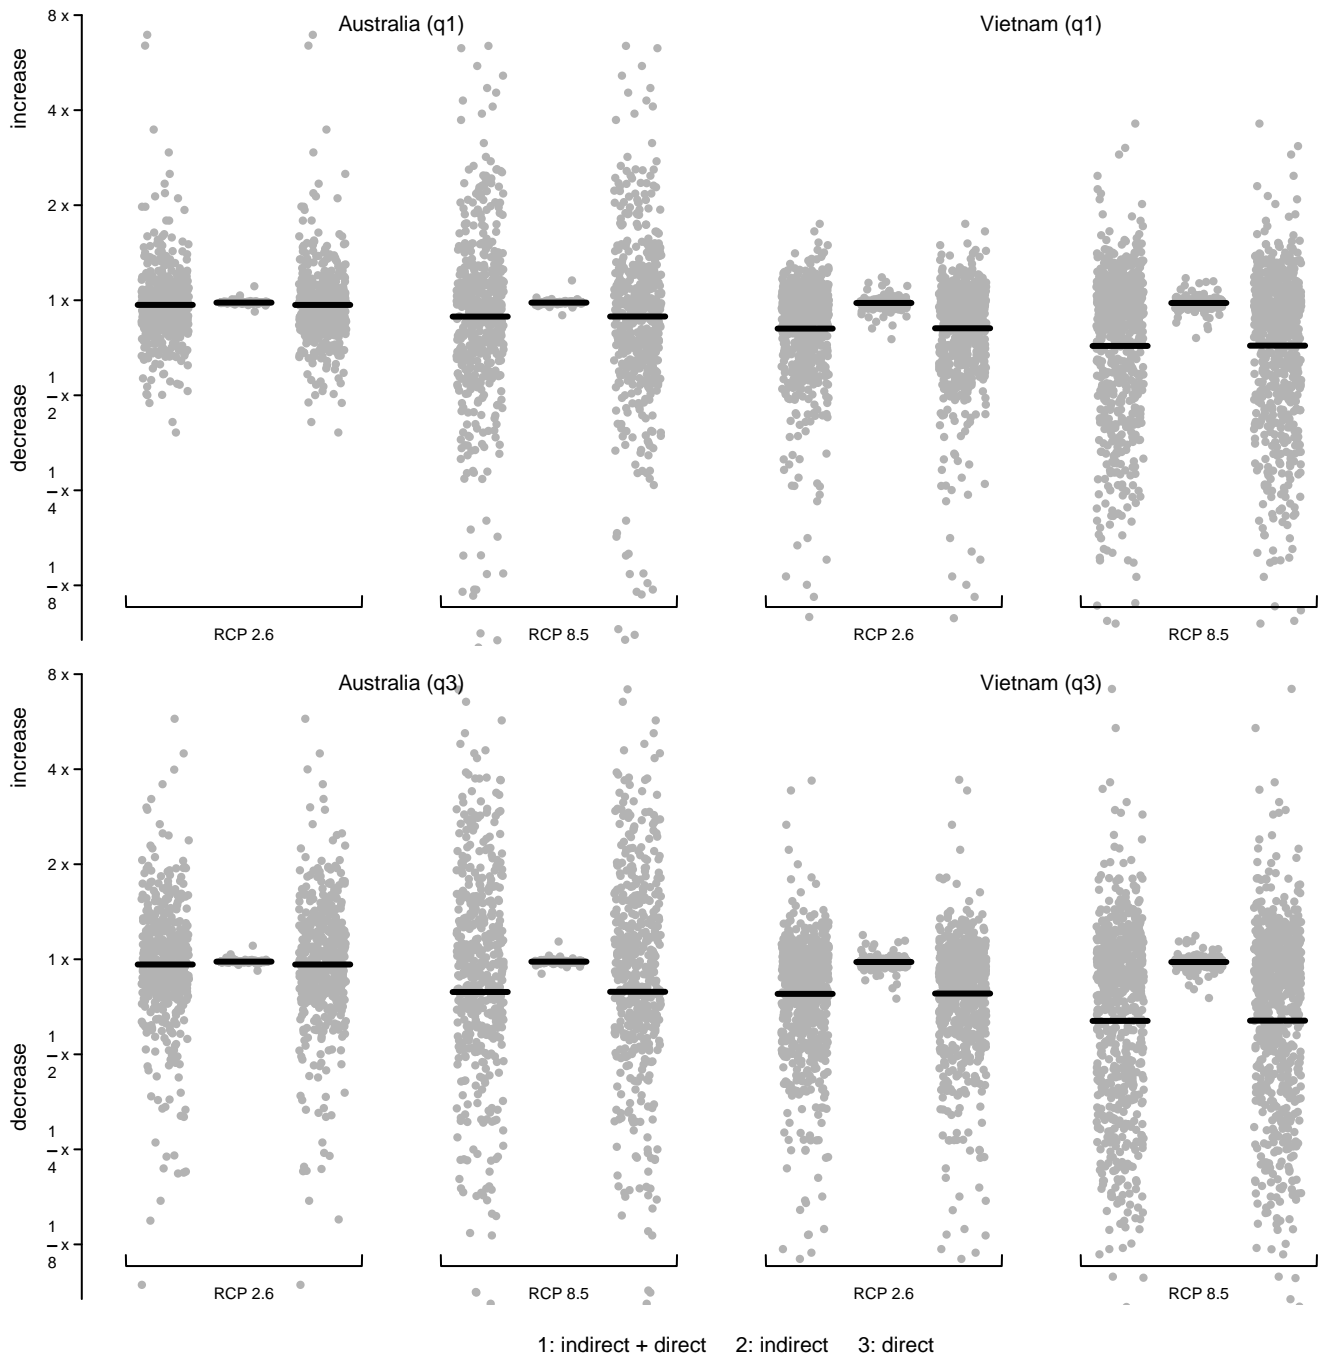 Australia (q1)
Vietnam (q1)
8 x
4 x
2 x
1 x
1
– x
2
1
– x
4
1
– x
8
increase
decrease
RCP 2.6
RCP 8.5
RCP 2.6
RCP 8.5
Australia (q3)
Vietnam (q3)
8 x
4 x
2 x
1 x
1
– x
2
1
– x
4
1
– x
8
increase
decrease
RCP 2.6
RCP 8.5
RCP 2.6
RCP 8.5
1: indirect + direct 2: indirect 3: direct